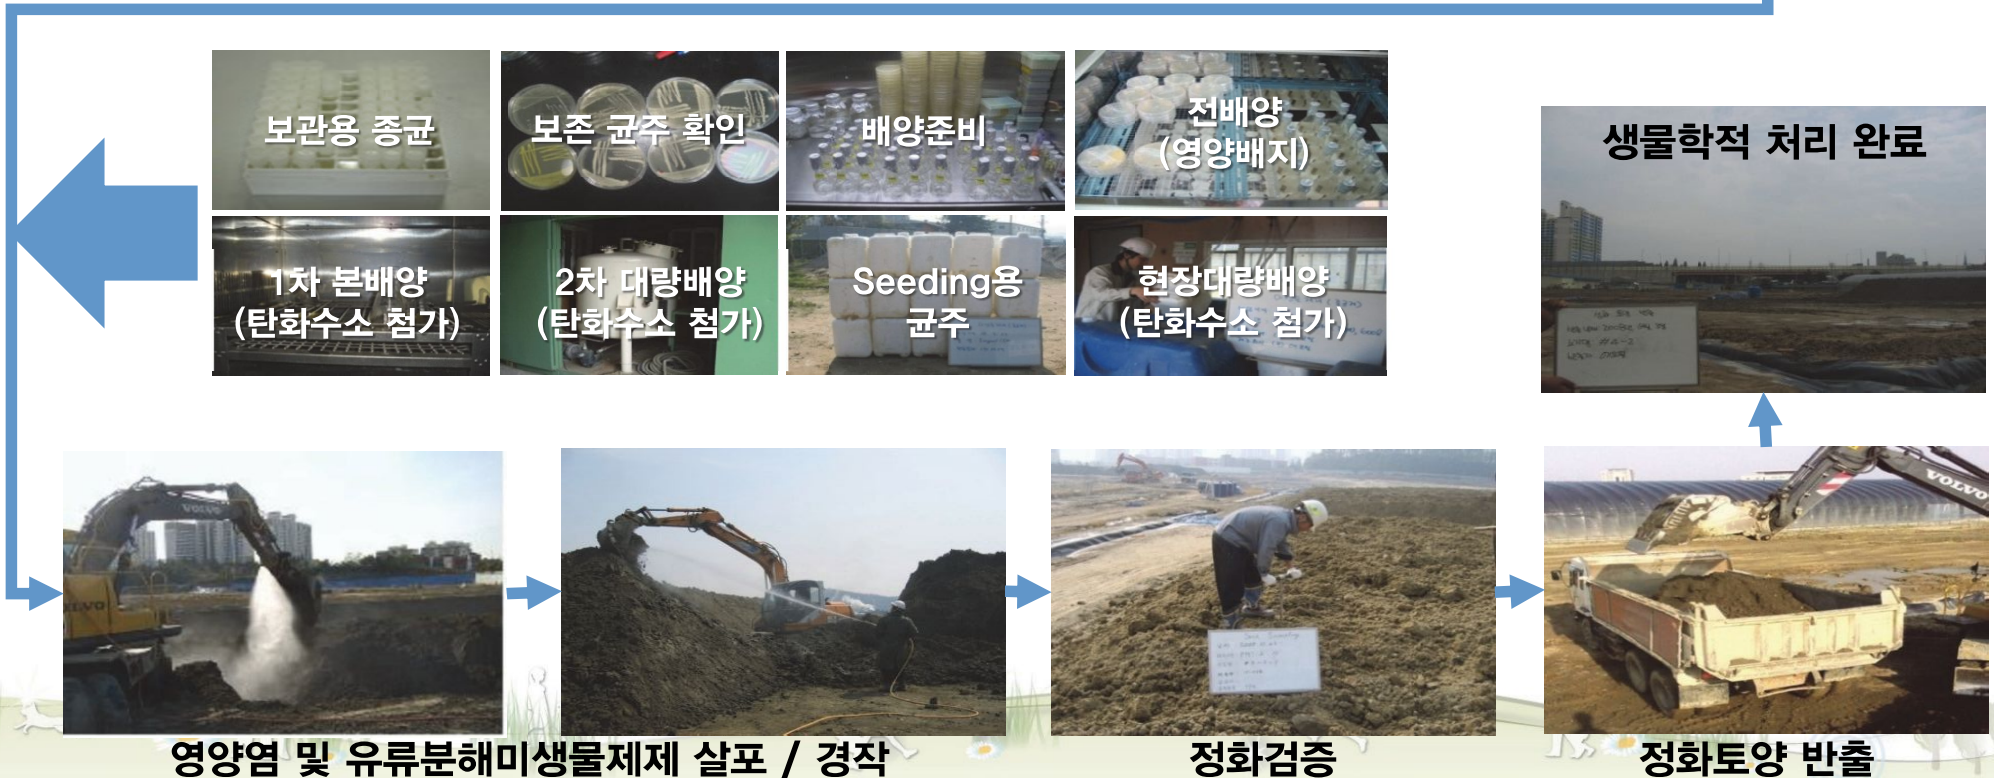 보관용 종균
보존 균주 확인
배양준비
전배양
(영양배지)
생물학적 처리 완료
1차 본배양
(탄화수소 첨가)
2차 대량배양
(탄화수소 첨가)
Seeding용
균주
현장대량배양
(탄화수소 첨가)
VOLVO
VOLVO
영양염 및 유류분해미생물제제 살포 / 경작
정화검증
정화토양 반출